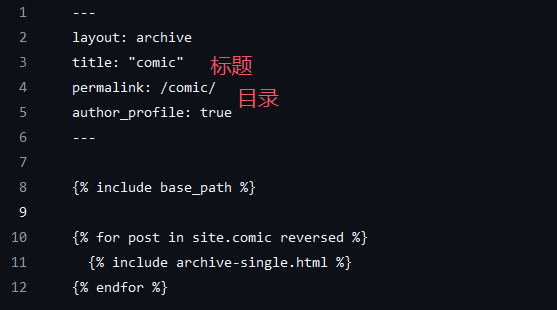 1 ---
2 layout: archive
3 title: "comic" 标题
4 permalink: /comic/ 目录
5 author_profile: true
6 ---
7
8 {% include base_path %}
9
10 {% for post in site.comic reversed %}
11 {% include archive-single.html %}
12 {% endfor %}